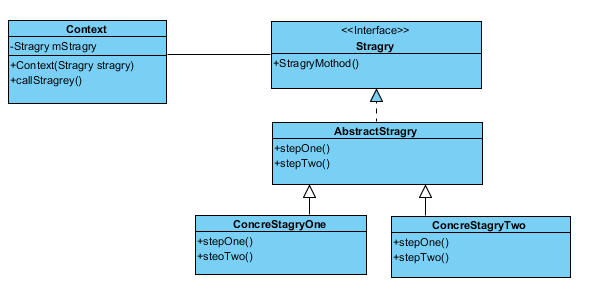 Context
-Stragry mStragry
+Context(Stragry stragry)
+callStragrey()
<<Interface>>
Stragry
+StragryMothod()
AbstractStragry
+stepOne()
+stepTwo()
ConcreStagryOne
+stepOne()
+steoTwo()
ConcreStagryTwo
+stepOne()
+stepTwo()